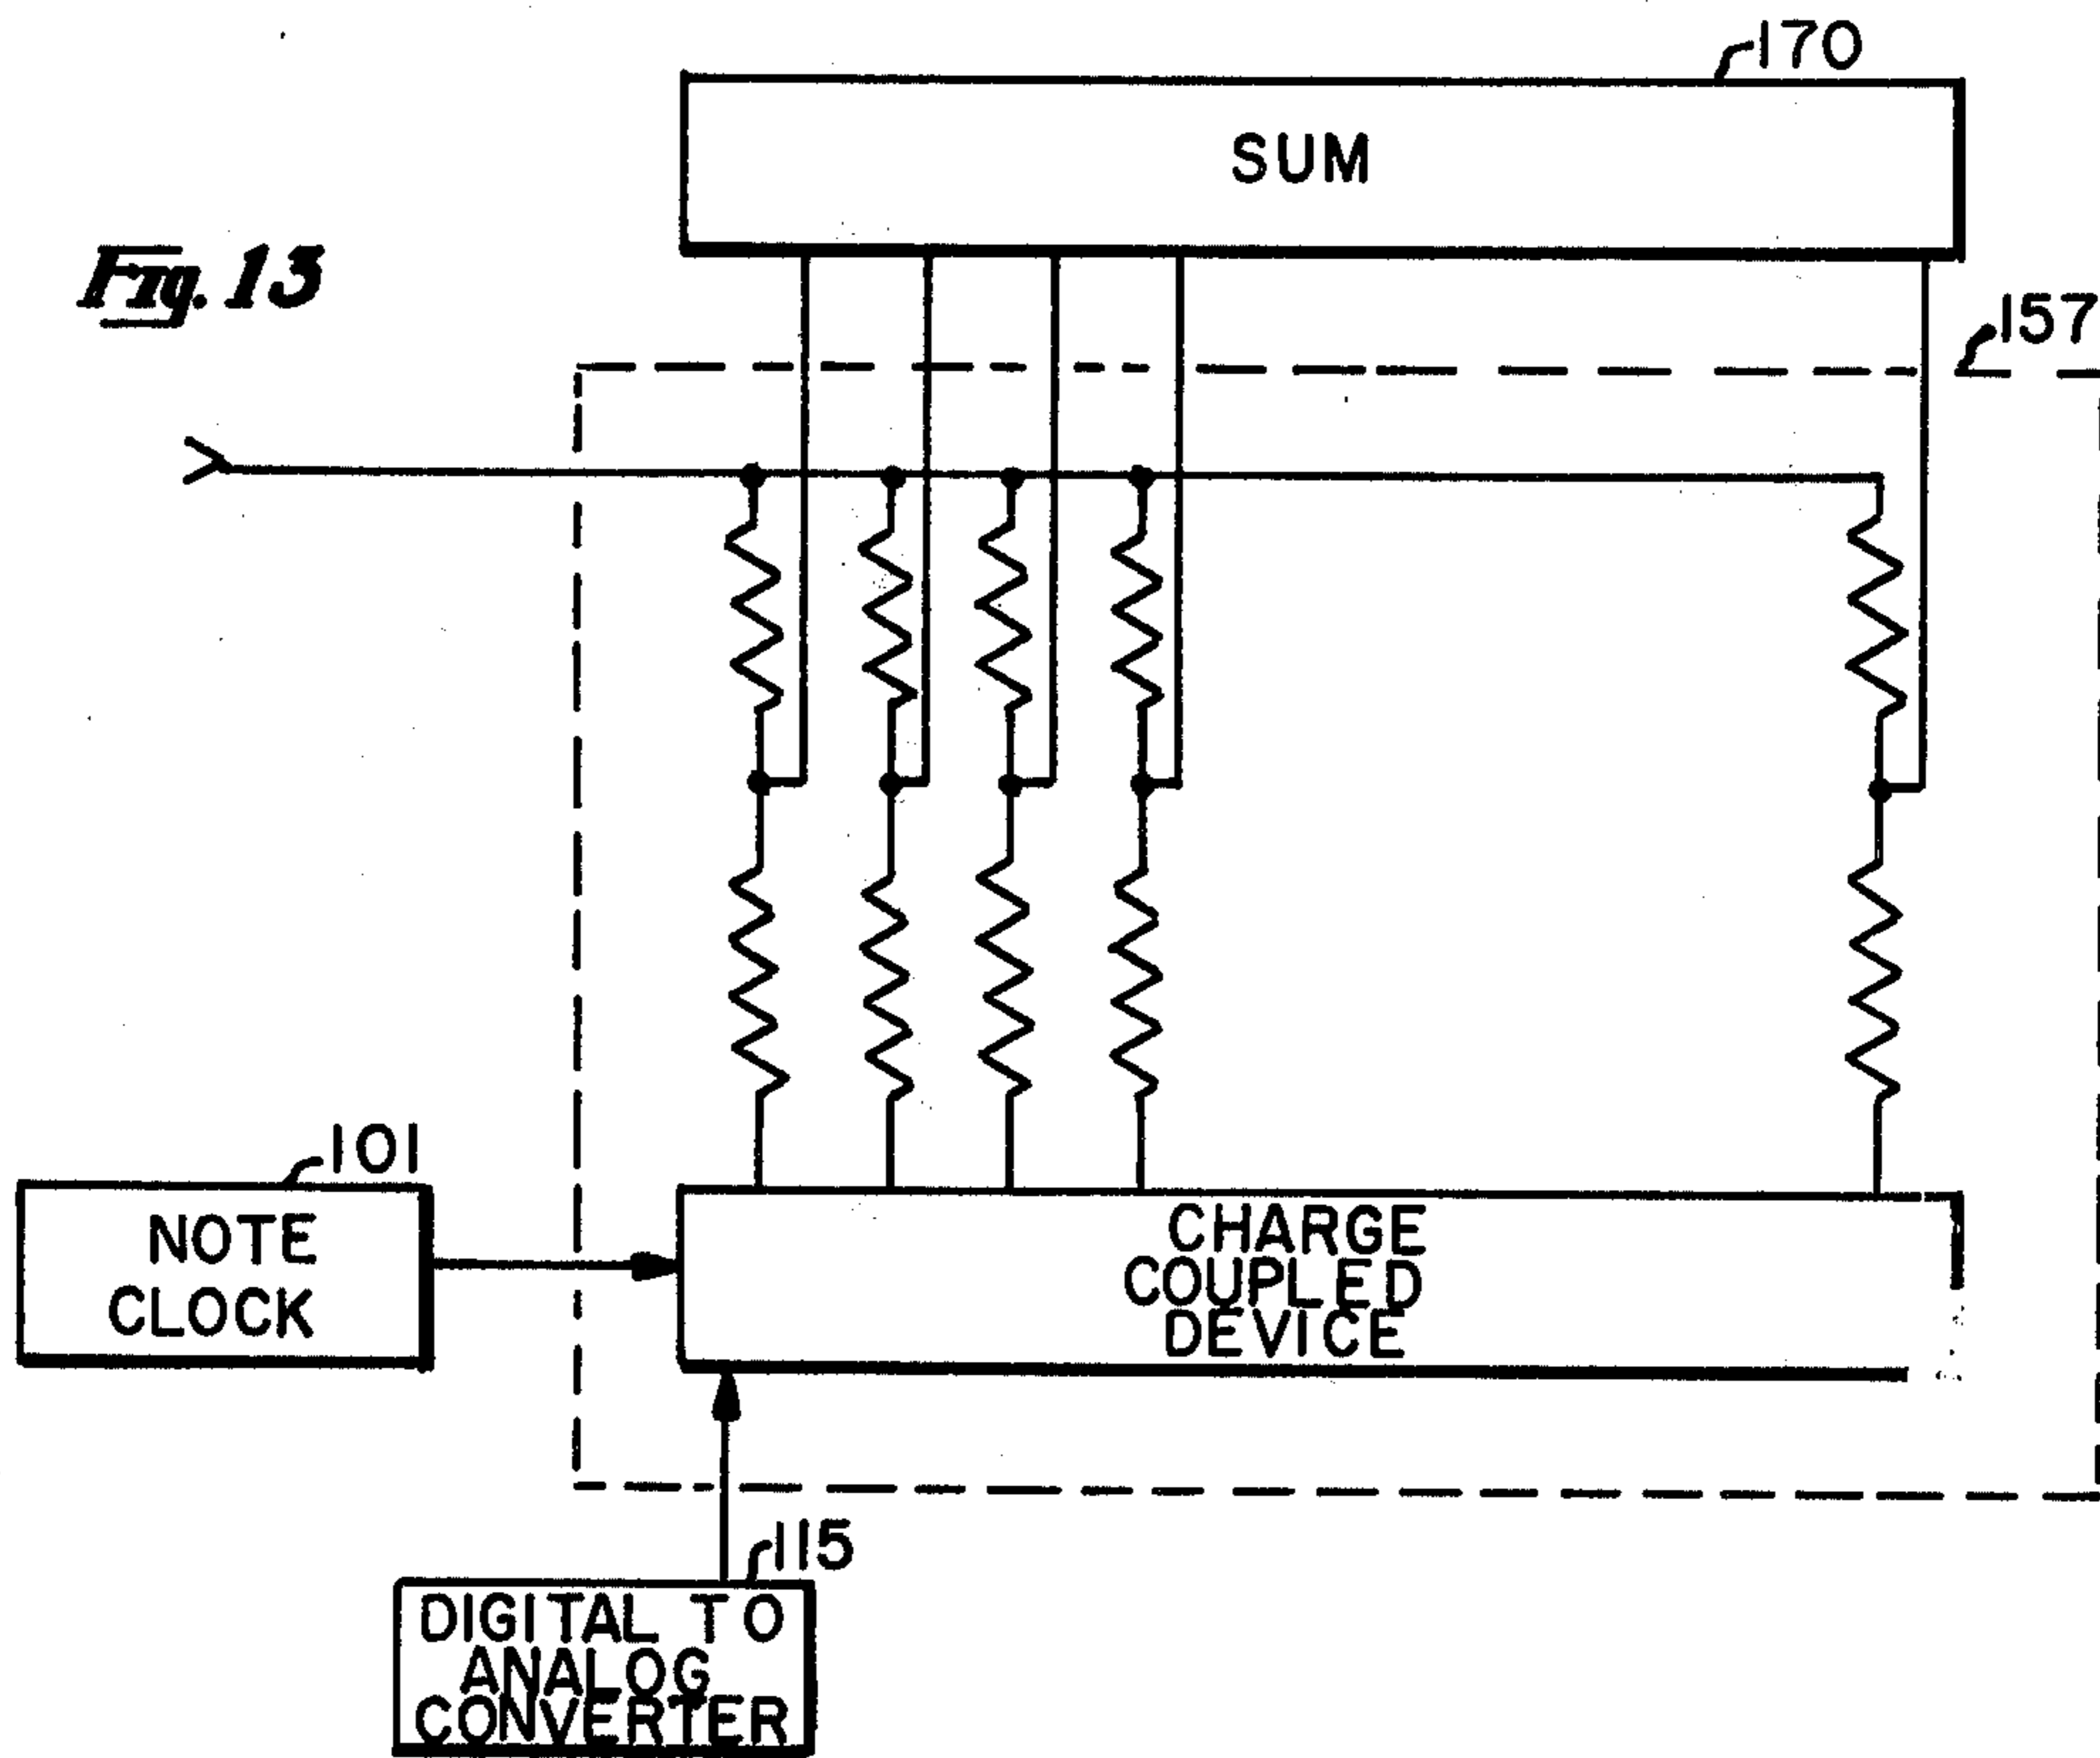 170
SUM
Fig. 13
157
101
NOTE
CLOCK
CHARGE
COUPLED
DEVICE
115
DIGITAL TO
ANALOG
CONVERTER